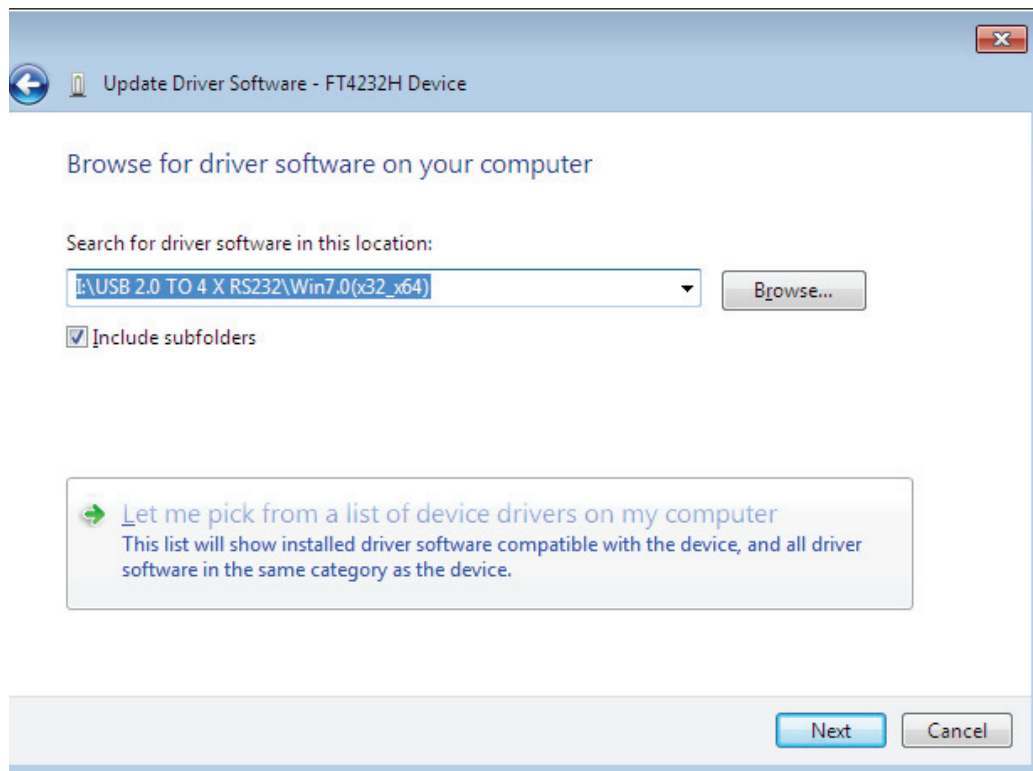 Update Driver Software - FT4232H Device
Browse for driver software on your computer
Search for driver software in this location:
I:\USB 2.0 TO 4 X RS232\Win7.0(x32_x64)
Browse...
Include subfolders
Let me pick from a list of device drivers on my computer
This list will show installed driver software compatible with the device, and all driver
software in the same category as the device.
Next Cancel